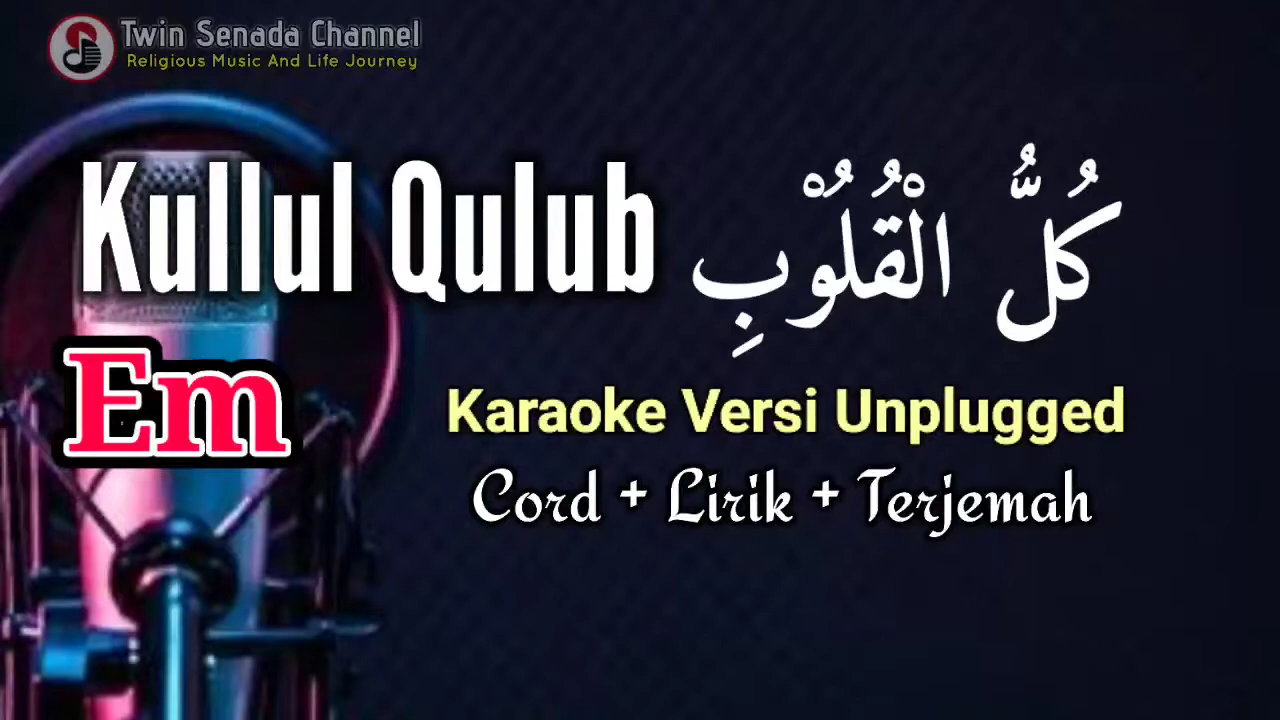 Twin Senada Channel
Religious Music And Life Journey
Kullul Qulub كُلُّ الْقُلُوْبِ
Em
Karaoke Versi Unplugged
Cord + Lirik + Terjemah